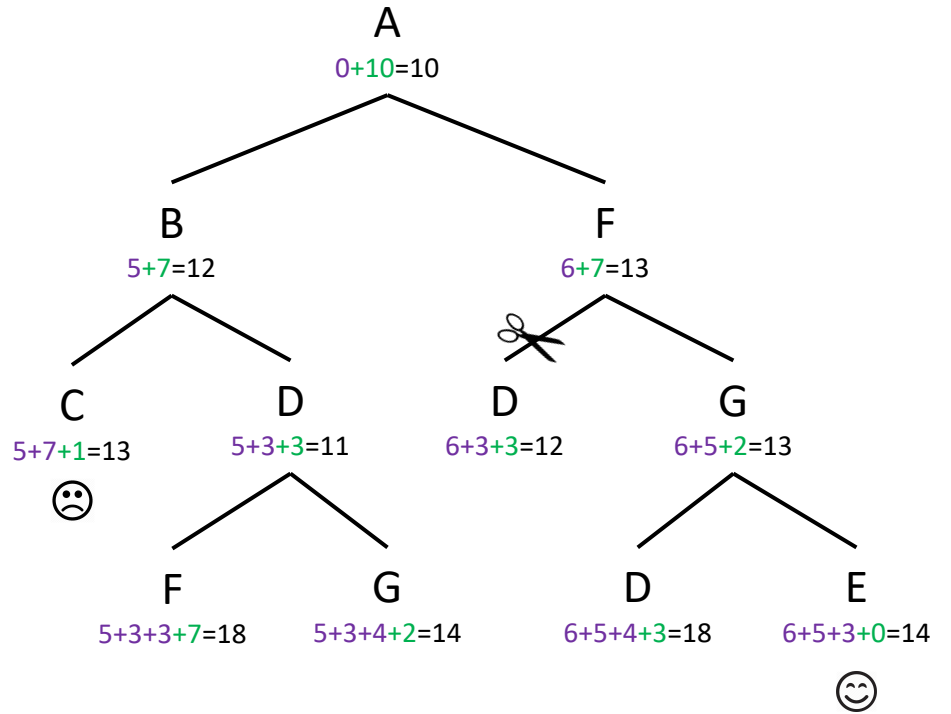 A
0+10=10
B
F
5+7=12
6+7=13
C
D
D
G
5+7+1=13
5+3+3=11
6+3+3=12
6+5+2=13
F
G
D
E
5+3+3+7=18
5+3+4+2=14
6+5+4+3=18
6+5+3+0=14